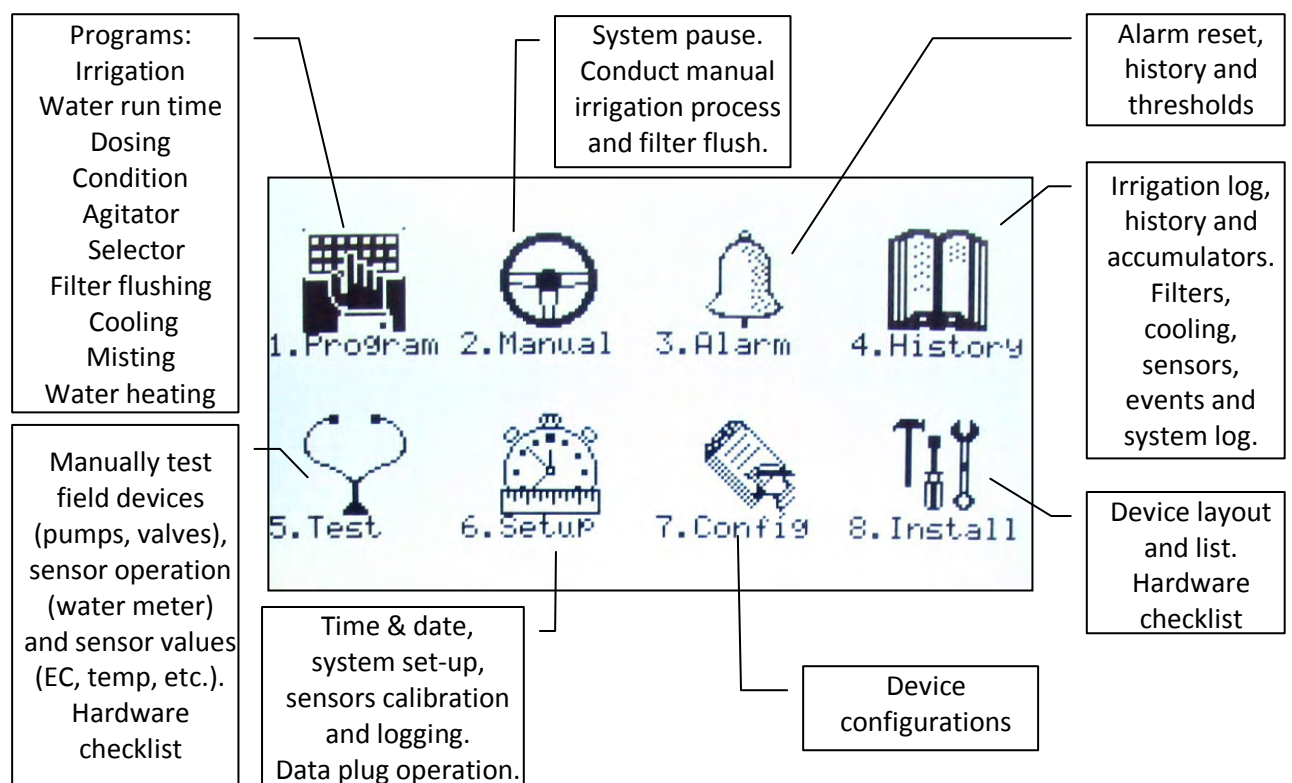 Programs:
Irrigation
Water run time
Dosing
Condition
Agitator
Selector
Filter flushing
Cooling
Misting
Water heating
System pause.
Conduct manual
irrigation process
and filter flush.
Alarm reset,
history and
thresholds
Irrigation log,
history and
accumulators.
Filters,
cooling,
sensors,
events and
system log.
1.Program 2.Manual 3.Alarm 4.History
5.Test 6.Setup 7.Config 8.Install
Manually test
field devices
(pumps, valves),
sensor operation
(water meter)
and sensor values
(EC, temp, etc.).
Hardware
checklist
Time & date,
system set-up,
sensors calibration
and logging.
Data plug operation.
Device
configurations
Device layout
and list.
Hardware
checklist